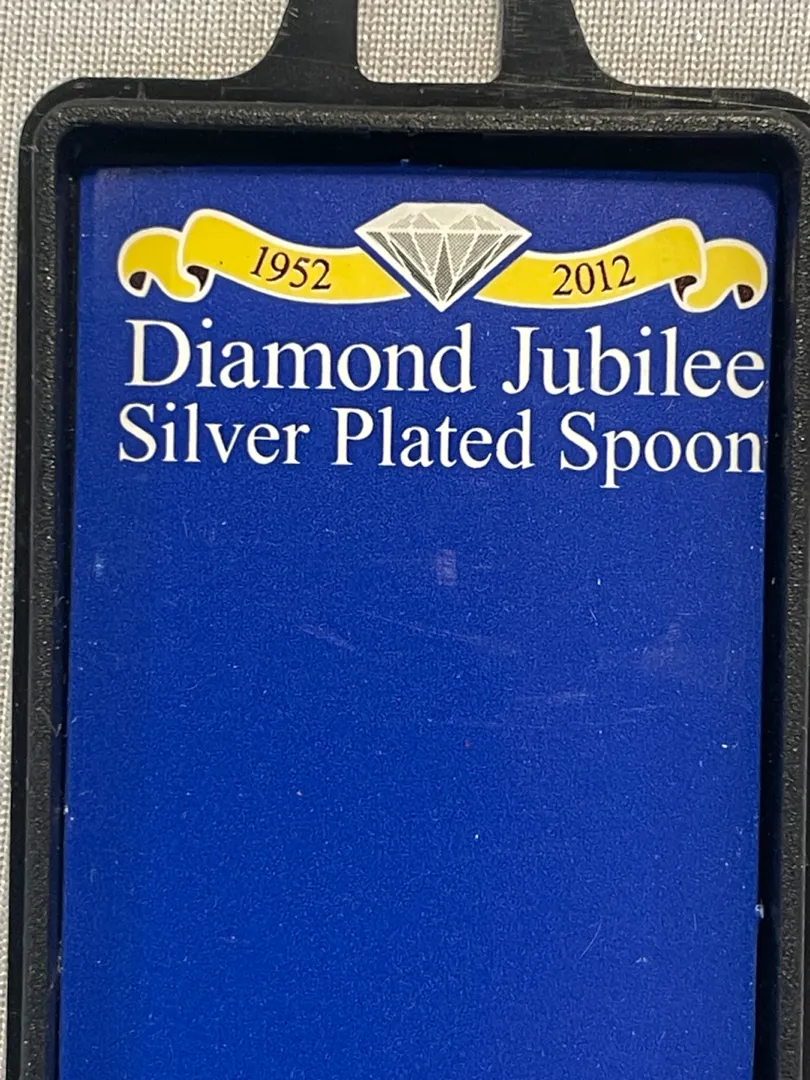 1952 2012
Diamond Jubilee
Silver Plated Spoon